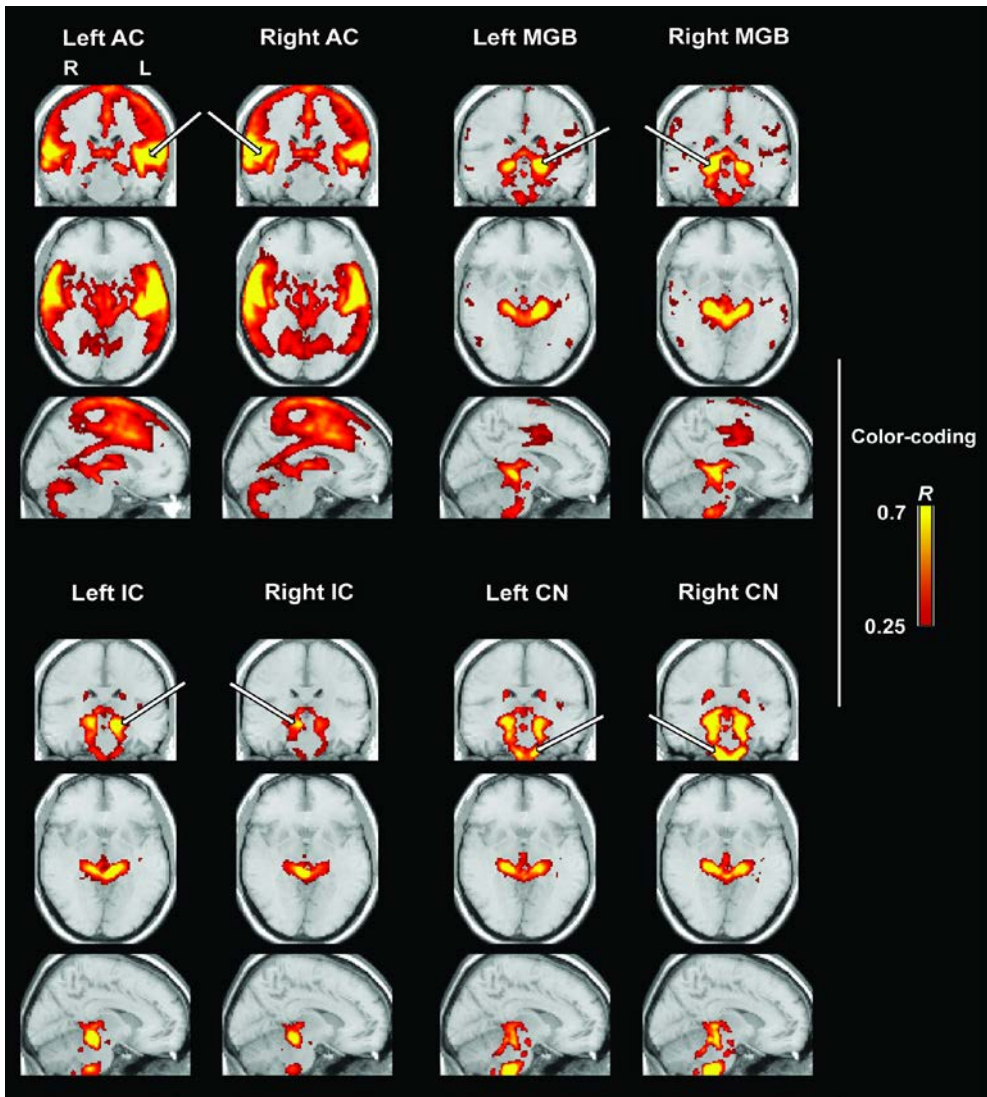 Left AC
Right AC
Left MGB
Right MGB
R
L
Color-coding
R
0.7
0.25
Left IC
Right IC
Left CN
Right CN